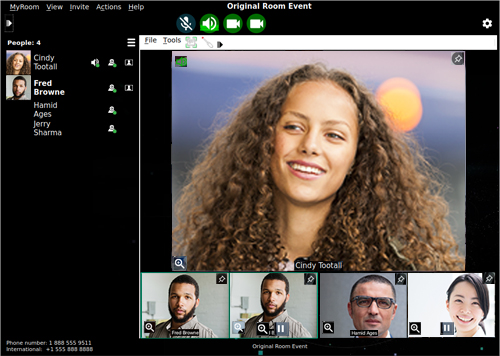 MyRoom View Invite Actions Help
Original Room Event
People: 4
File Tools
Cindy
Tootall
Fred
Browne
Hamid
Ages
Jerry
Sharma
Cindy Tootall
Fred Browne
Hamid Ages
Phone number: 1 888 555 9511
International: +1 555 888 8888
Original Room Event